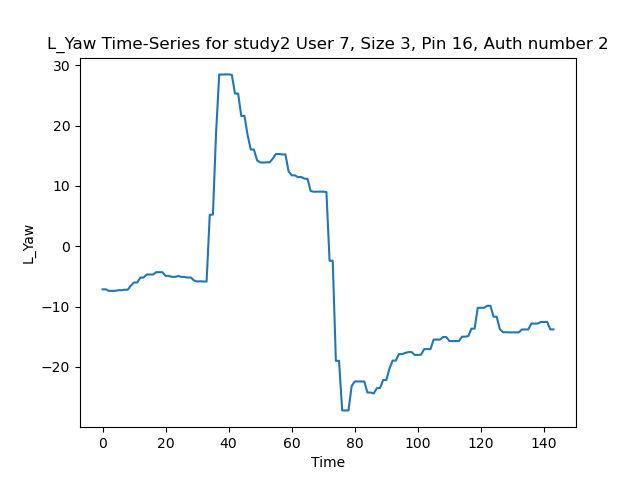 L_Yaw Time-Series for study2 User 7, Size 3, Pin 16, Auth number 2
30
20
10
0
−10
−20
L_Yaw
0 20 40 60 80 100 120 140
Time